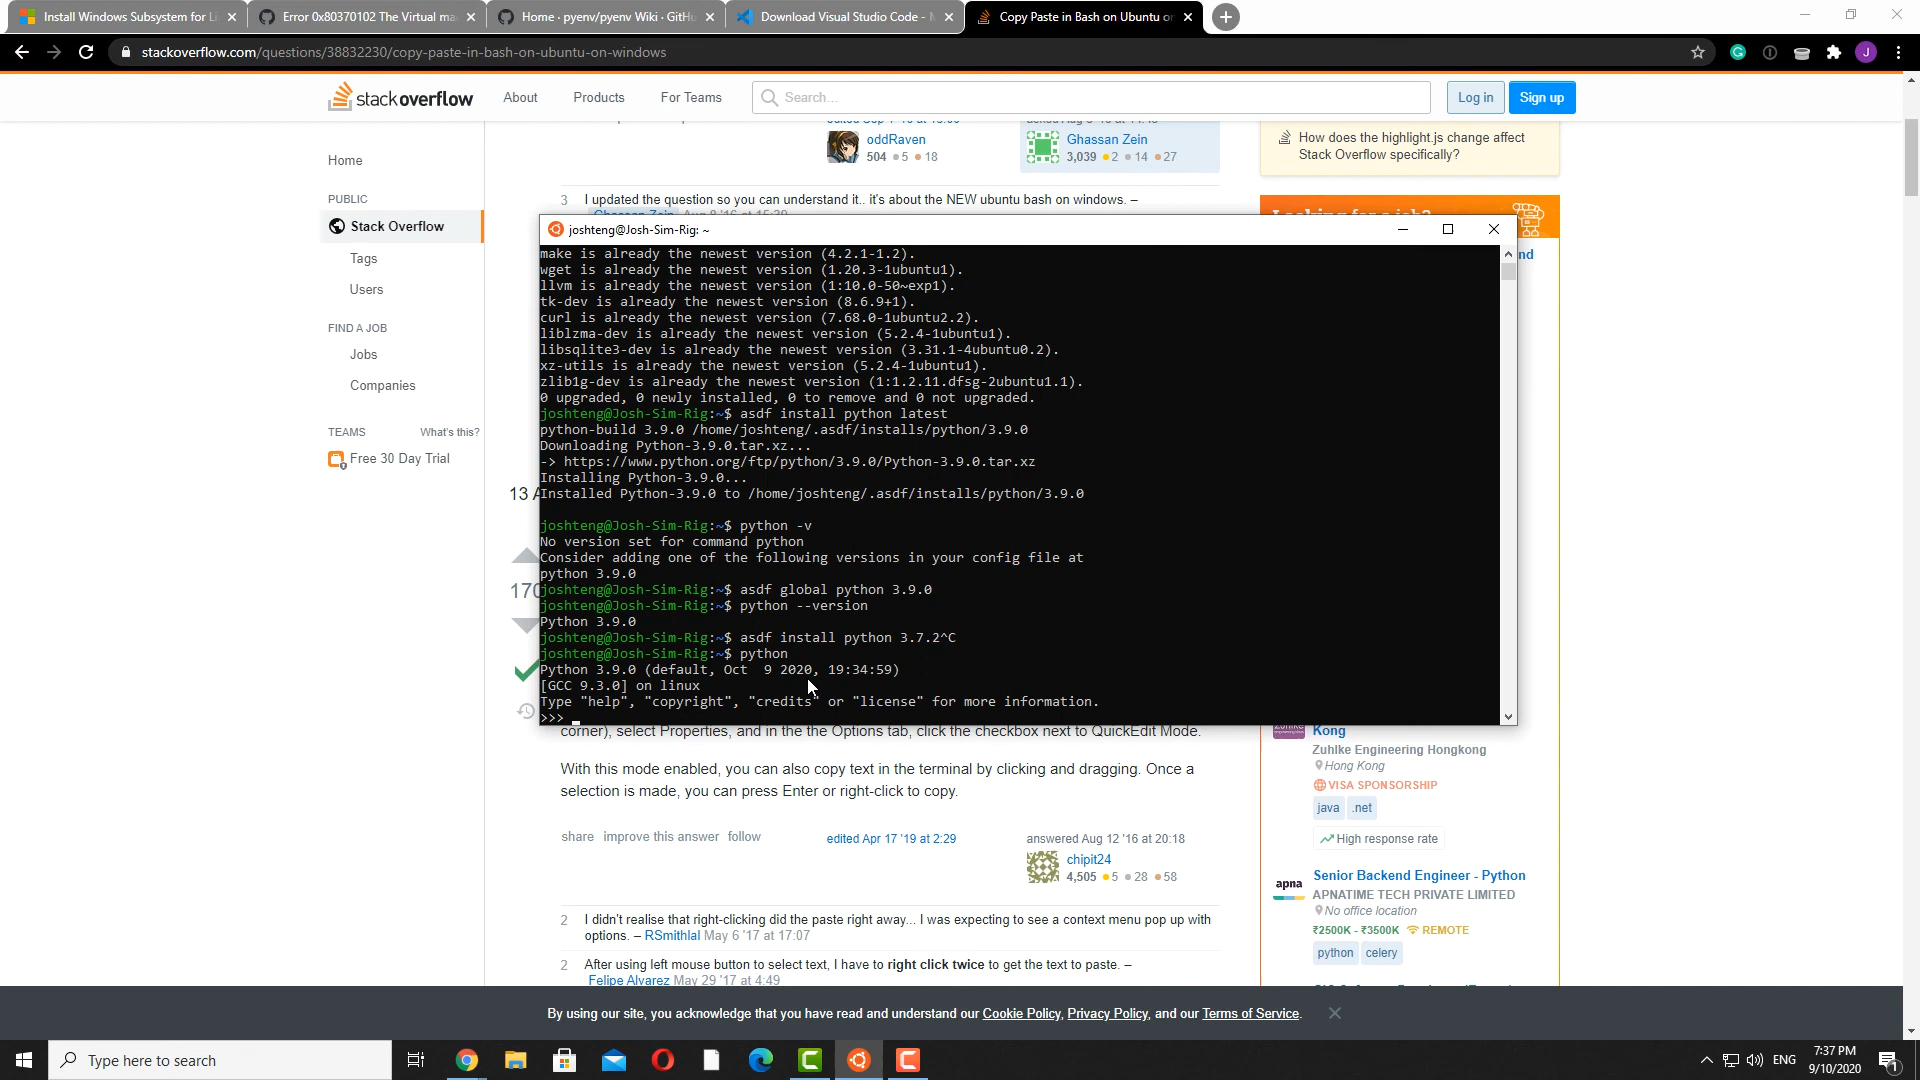 Install Windows Subsystem for Li
Error 0x80370102 The Virtual ma
Home · pyenv/pyenv Wiki · GitHu
Download Visual Studio Code - M
Copy Paste in Bash on Ubuntu or
stackoverflow.com/questions/38832230/copy-paste-in-bash-on-ubuntu-on-windows
J
stackoverflow
About
Products
For Teams
Search...
Log in
Sign up
Home
PUBLIC
Stack Overflow
Tags
Users
FIND A JOB
Jobs
Companies
TEAMS
What's this?
Free 30 Day Trial
oddRaven
504 5 18
Ghassan Zein
3,039 2 14 27
How does the highlight.js change affect
Stack Overflow specifically?
3 I updated the question so you can understand it.. it's about the NEW ubuntu bash on windows. –
Ghassan Zein Aug 8 '16 at 15:39
Looking for a job?
nd
13 A
170
joshteng@Josh-Sim-Rig: ~
make is already the newest version (4.2.1-1.2).
wget is already the newest version (1.20.3-1ubuntu1).
llvm is already the newest version (1:10.0-50~exp1).
tk-dev is already the newest version (8.6.9+1).
curl is already the newest version (7.68.0-1ubuntu2.2).
liblzma-dev is already the newest version (5.2.4-1ubuntu1).
libsqlite3-dev is already the newest version (3.31.1-4ubuntu0.2).
xz-utils is already the newest version (5.2.4-1ubuntu1).
zlib1g-dev is already the newest version (1:1.2.11.dfsg-2ubuntu1.1).
0 upgraded, 0 newly installed, 0 to remove and 0 not upgraded.
joshteng@Josh-Sim-Rig:~$ asdf install python latest
python-build 3.9.0 /home/joshteng/.asdf/installs/python/3.9.0
Downloading Python-3.9.0.tar.xz...
-> https://www.python.org/ftp/python/3.9.0/Python-3.9.0.tar.xz
Installing Python-3.9.0...
Installed Python-3.9.0 to /home/joshteng/.asdf/installs/python/3.9.0
joshteng@Josh-Sim-Rig:~$ python -v
No version set for command python
Consider adding one of the following versions in your config file at
python 3.9.0
joshteng@Josh-Sim-Rig:~$ asdf global python 3.9.0
joshteng@Josh-Sim-Rig:~$ python --version
Python 3.9.0
joshteng@Josh-Sim-Rig:~$ asdf install python 3.7.2^C
joshteng@Josh-Sim-Rig:~$ python
Python 3.9.0 (default, Oct  9 2020, 19:34:59)
[GCC 9.3.0] on linux
Type "help", "copyright", "credits" or "license" for more information.
>>>
corner), select Properties, and in the the Options tab, click the checkbox next to QuickEdit Mode.
With this mode enabled, you can also copy text in the terminal by clicking and dragging. Once a
selection is made, you can press Enter or right-click to copy.
share improve this answer follow
edited Apr 17 '19 at 2:29
answered Aug 12 '16 at 20:18
chipit24
4,505 5 28 58
2 I didn't realise that right-clicking did the paste right away... I was expecting to see a context menu pop up with
options. – RSmithlal May 6 '17 at 17:07
2 After using left mouse button to select text, I have to right click twice to get the text to paste. –
Felipe Alvarez May 29 '17 at 4:49
Kong
Zuhlke Engineering Hongkong
Hong Kong
VISA SPONSORSHIP
java .net
High response rate
apna
Senior Backend Engineer - Python
APNATIME TECH PRIVATE LIMITED
No office location
₹2500K - ₹3500K REMOTE
python celery
By using our site, you acknowledge that you have read and understand our Cookie Policy, Privacy Policy, and our Terms of Service.
Type here to search
ENG
7:37 PM
9/10/2020
1